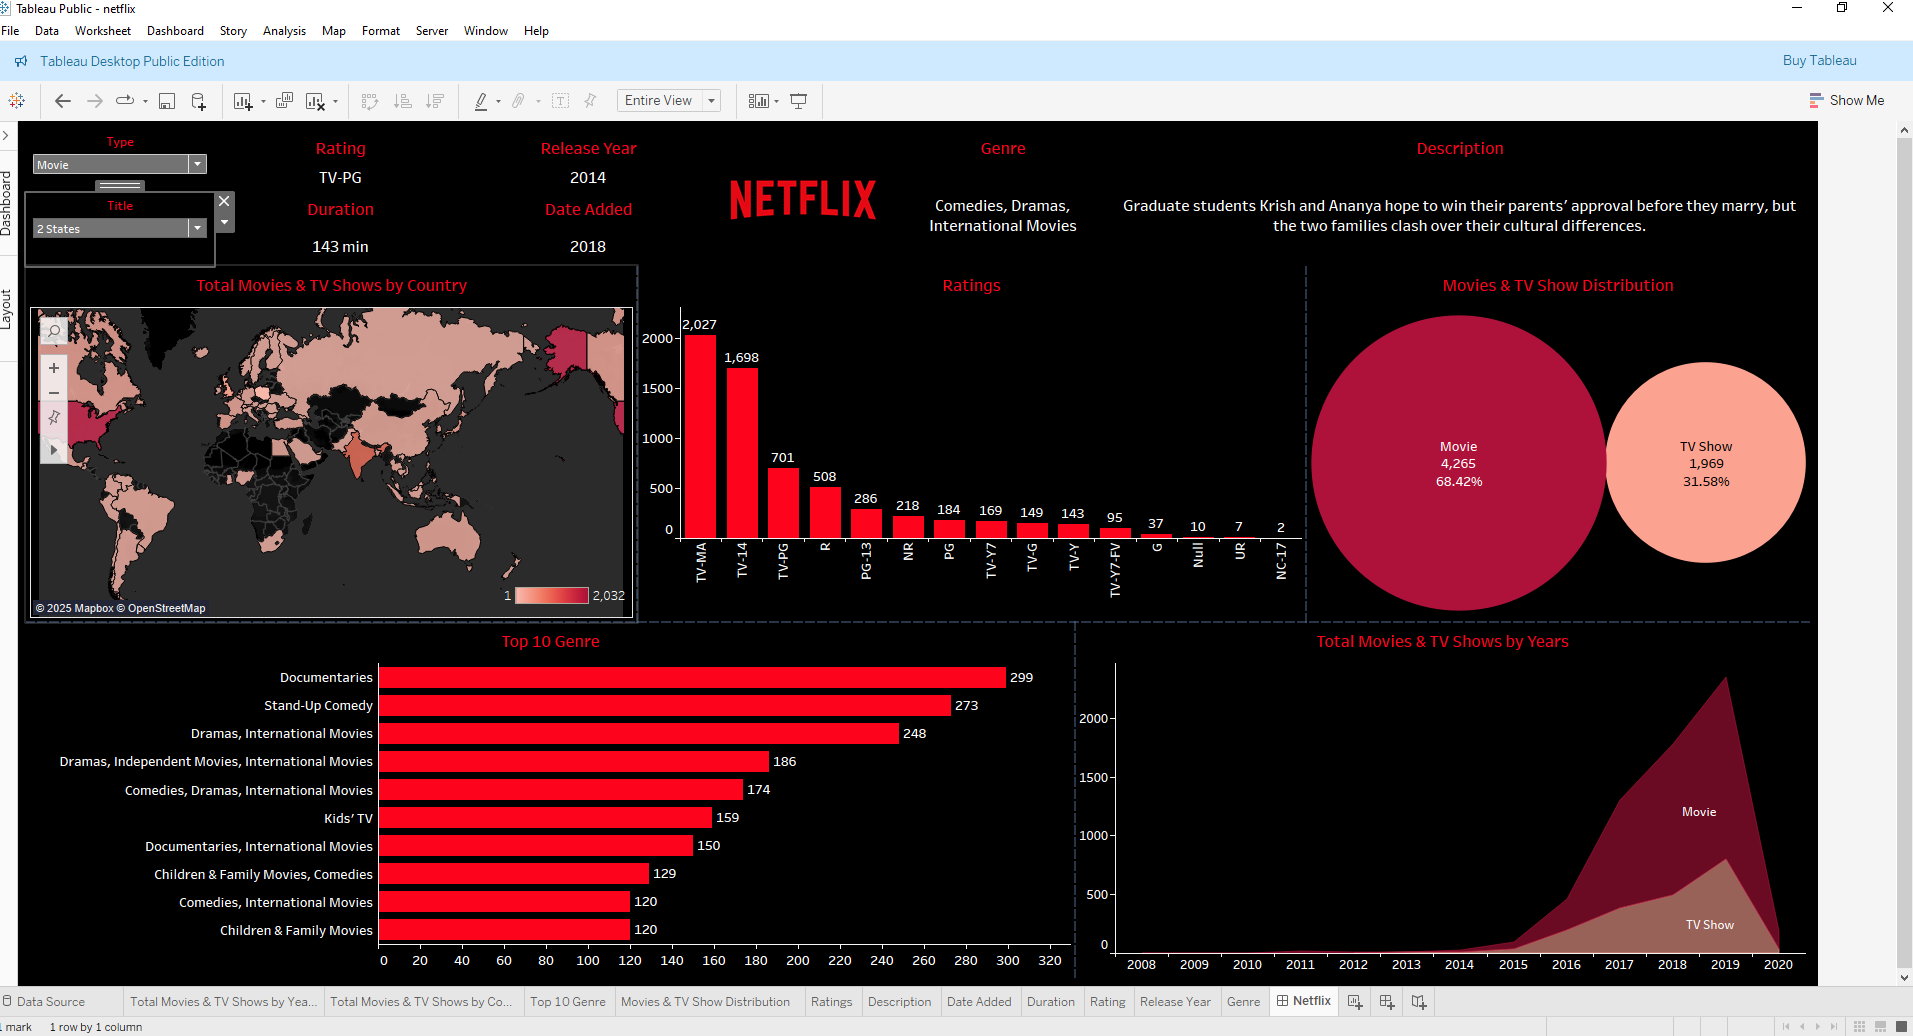 Tableau Public - netflix
File Data Worksheet Dashboard Story Analysis Map Format Server Window Help
Tableau Desktop Public Edition
Buy Tableau
Entire View
Show Me
Dashboard
Layout
Type
Movie
Title
2 States
Rating
TV-PG
Duration
143 min
Release Year
2014
Date Added
2018
NETFLIX
Genre
Comedies, Dramas,
International Movies
Description
Graduate students Krish and Ananya hope to win their parents’ approval before they marry, but
the two families clash over their cultural differences.
Total Movies & TV Shows by Country
1
2,032
© 2025 Mapbox © OpenStreetMap
Ratings
2000
1500
1000
500
0
2,027
1,698
701
508
286
218
184
169
149
143
95
37
10
7
2
TV-MA
TV-14
TV-PG
R
PG-13
NR
PG
TV-Y7
TV-G
TV-Y
TV-Y7-FV
G
Null
UR
NC-17
Movies & TV Show Distribution
Movie
4,265
68.42%
TV Show
1,969
31.58%
Top 10 Genre
Documentaries 299
Stand-Up Comedy 273
Dramas, International Movies 248
Dramas, Independent Movies, International Movies 186
Comedies, Dramas, International Movies 174
Kids’ TV 159
Documentaries, International Movies 150
Children & Family Movies, Comedies 129
Comedies, International Movies 120
Children & Family Movies 120
0 20 40 60 80 100 120 140 160 180 200 220 240 260 280 300 320
Total Movies & TV Shows by Years
2000
1500
1000
500
0
Movie
TV Show
2008 2009 2010 2011 2012 2013 2014 2015 2016 2017 2018 2019 2020
Data Source
Total Movies & TV Shows by Yea...
Total Movies & TV Shows by Co...
Top 10 Genre
Movies & TV Show Distribution
Ratings
Description
Date Added
Duration
Rating
Release Year
Genre
Netflix
mark
1 row by 1 column